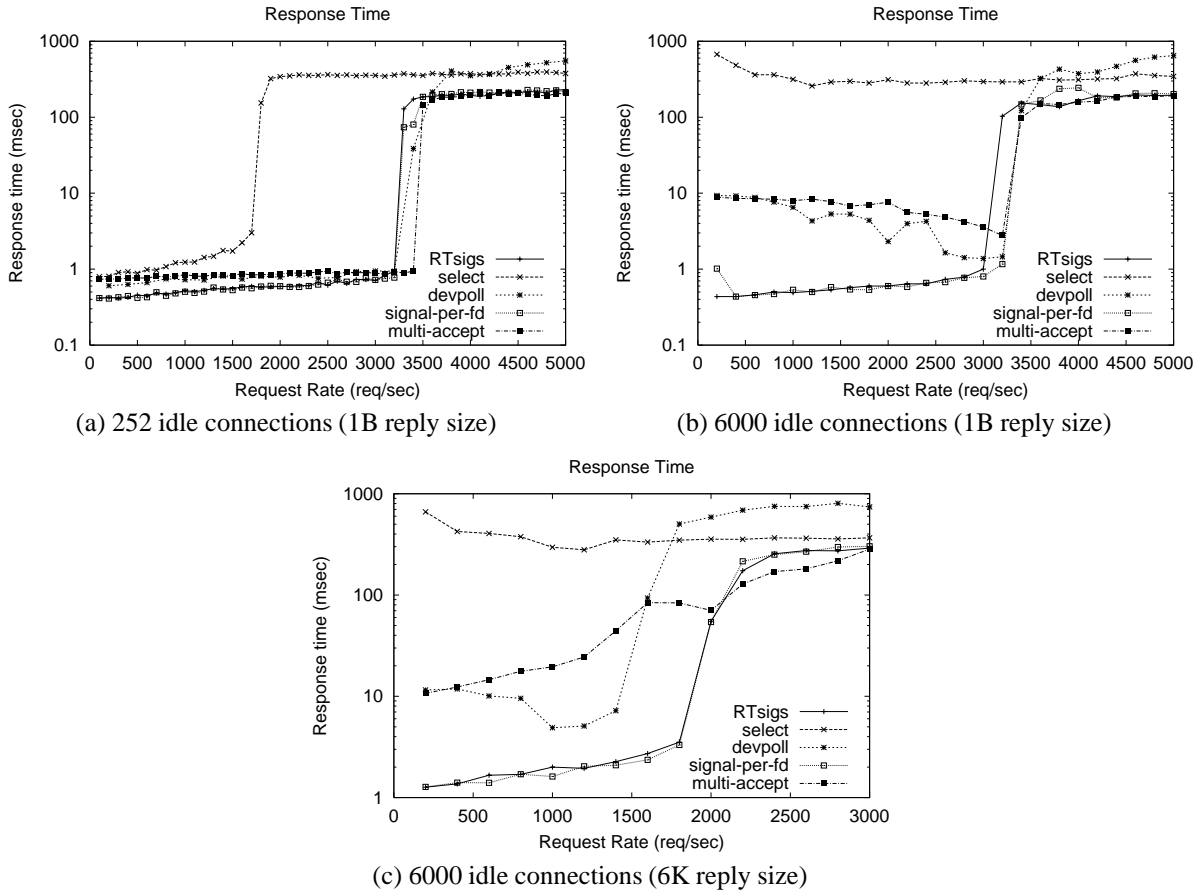 Response Time
1000
100
10
1
0.1
Response time (msec)
RTsigs
select
devpoll
signal-per-fd
multi-accept
0 500 1000 1500 2000 2500 3000 3500 4000 4500 5000
Request Rate (req/sec)
(a) 252 idle connections (1B reply size)
Response Time
1000
100
10
1
0.1
Response time (msec)
RTsigs
select
devpoll
signal-per-fd
multi-accept
0 500 1000 1500 2000 2500 3000 3500 4000 4500 5000
Request Rate (req/sec)
(b) 6000 idle connections (1B reply size)
Response Time
1000
100
10
1
Response time (msec)
RTsigs
select
devpoll
signal-per-fd
multi-accept
0 500 1000 1500 2000 2500 3000
Request Rate (req/sec)
(c) 6000 idle connections (6K reply size)